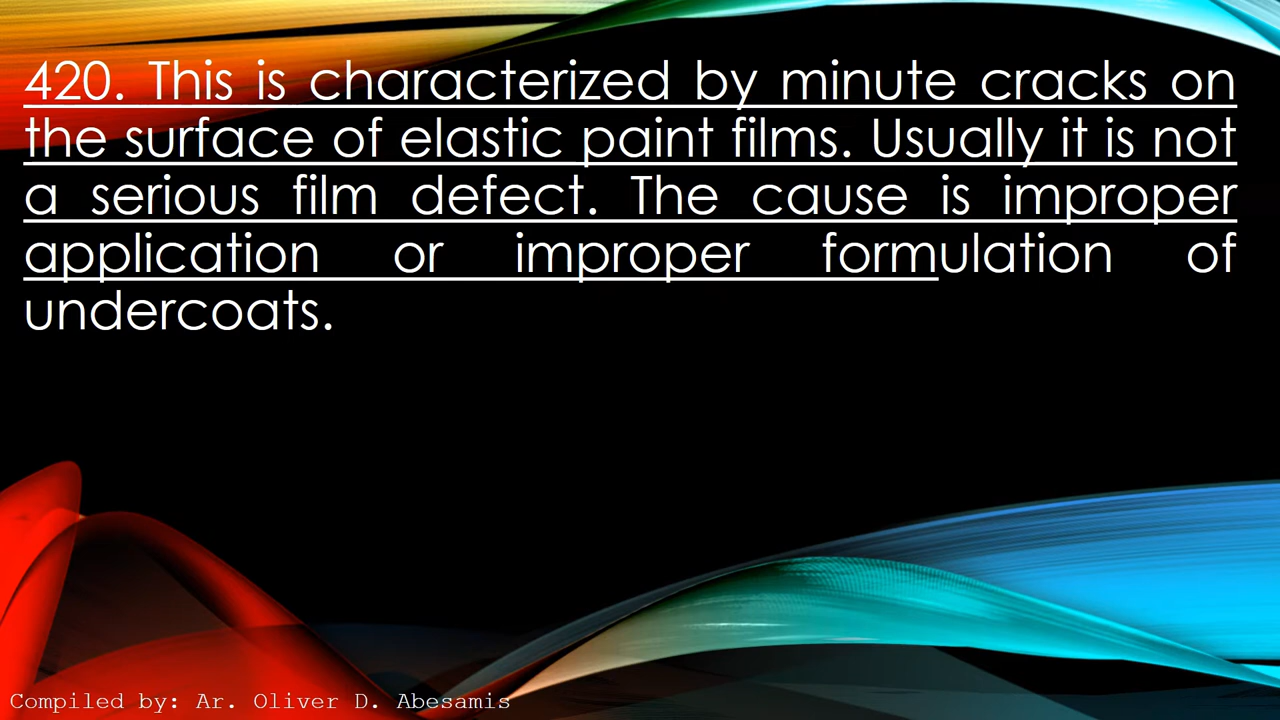 420. This is characterized by minute cracks on
the surface of elastic paint films. Usually it is not
a serious film defect. The cause is improper
application or improper formulation of
undercoats.
Compiled by: Ar. Oliver D. Abesamis